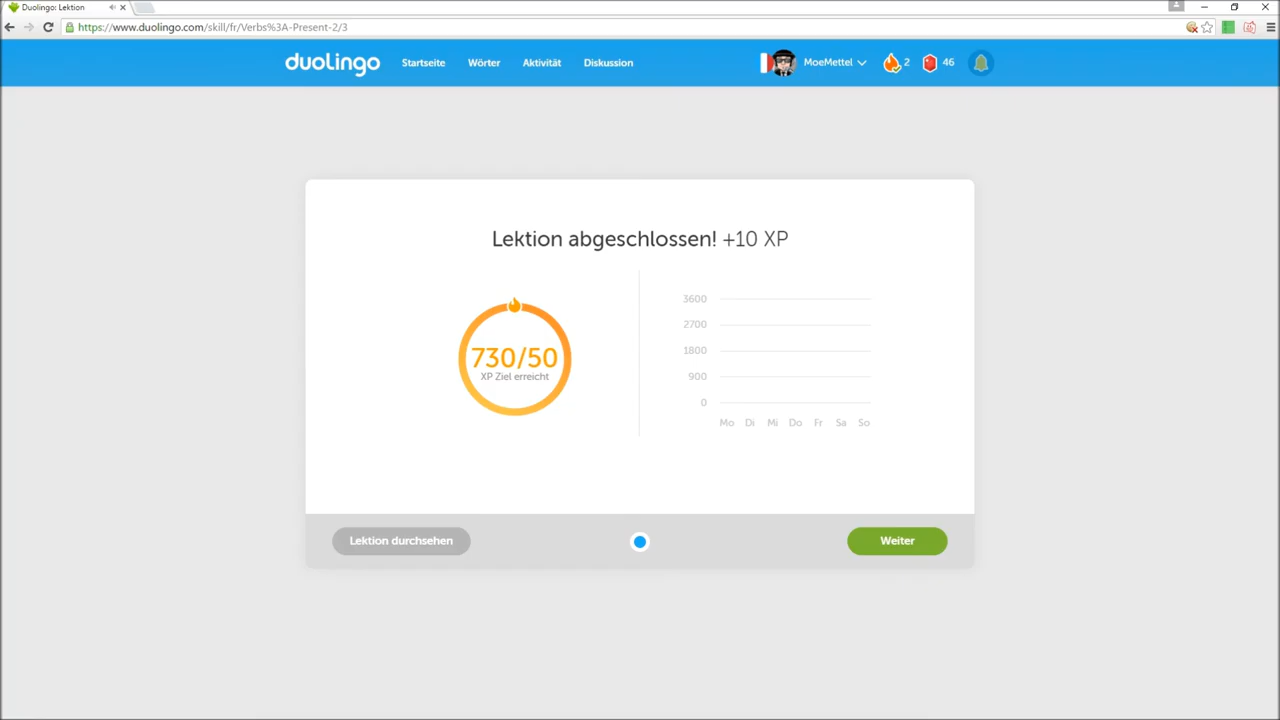 Duolingo: Lektion
https://www.duolingo.com/skill/fr/Verbs%3A-Present-2/3
duolingo Startseite Wörter Aktivität Diskussion MoeMettel 2 46
Lektion abgeschlossen! +10 XP
730/50
XP Ziel erreicht
3600
2700
1800
900
0
Mo Di Mi Do Fr Sa So
Lektion durchsehen Weiter